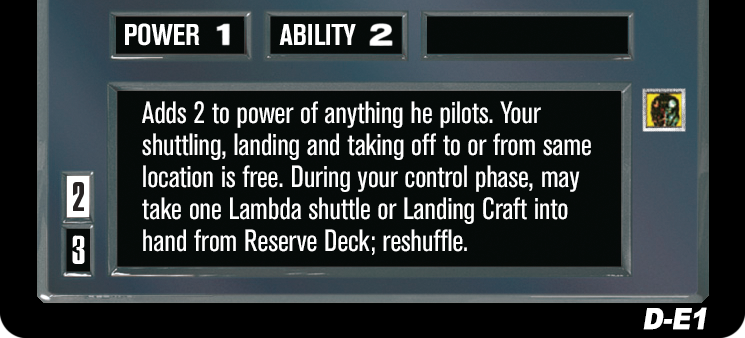 POWER 1 ABILITY 2
Adds 2 to power of anything he pilots. Your
shuttling, landing and taking off to or from same
location is free. During your control phase, may
take one Lambda shuttle or Landing Craft into
hand from Reserve Deck; reshuffle.
2
3
D-E1